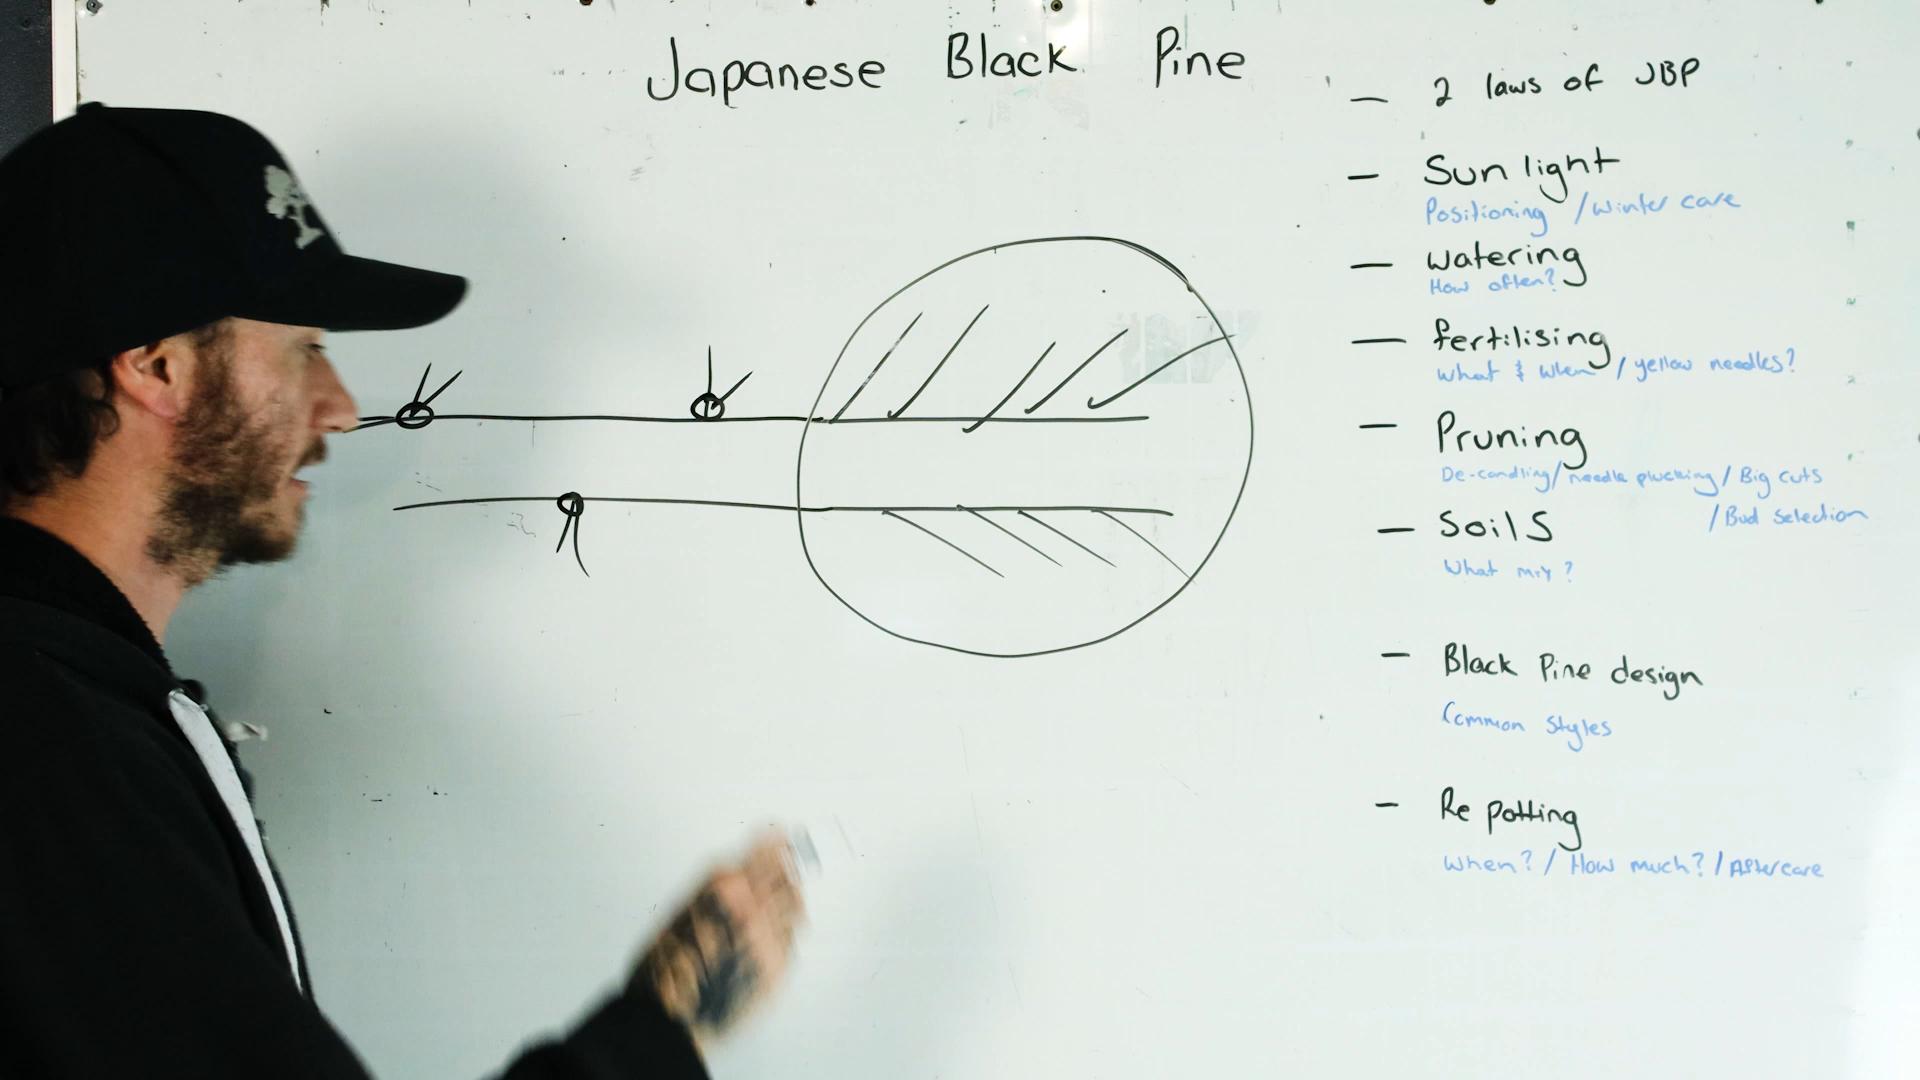 Japanese Black Pine
- 2 laws of JBP
- Sun light
Positioning / Winter care
- Watering
How often?
- fertilising
What & When / yellow needles?
- Pruning
De-candling / needle plucking / Big cuts
/ Bud Selection
- Soils
What mix?
- Black Pine design
Common Styles
- Re potting
When? / How much? / Aftercare